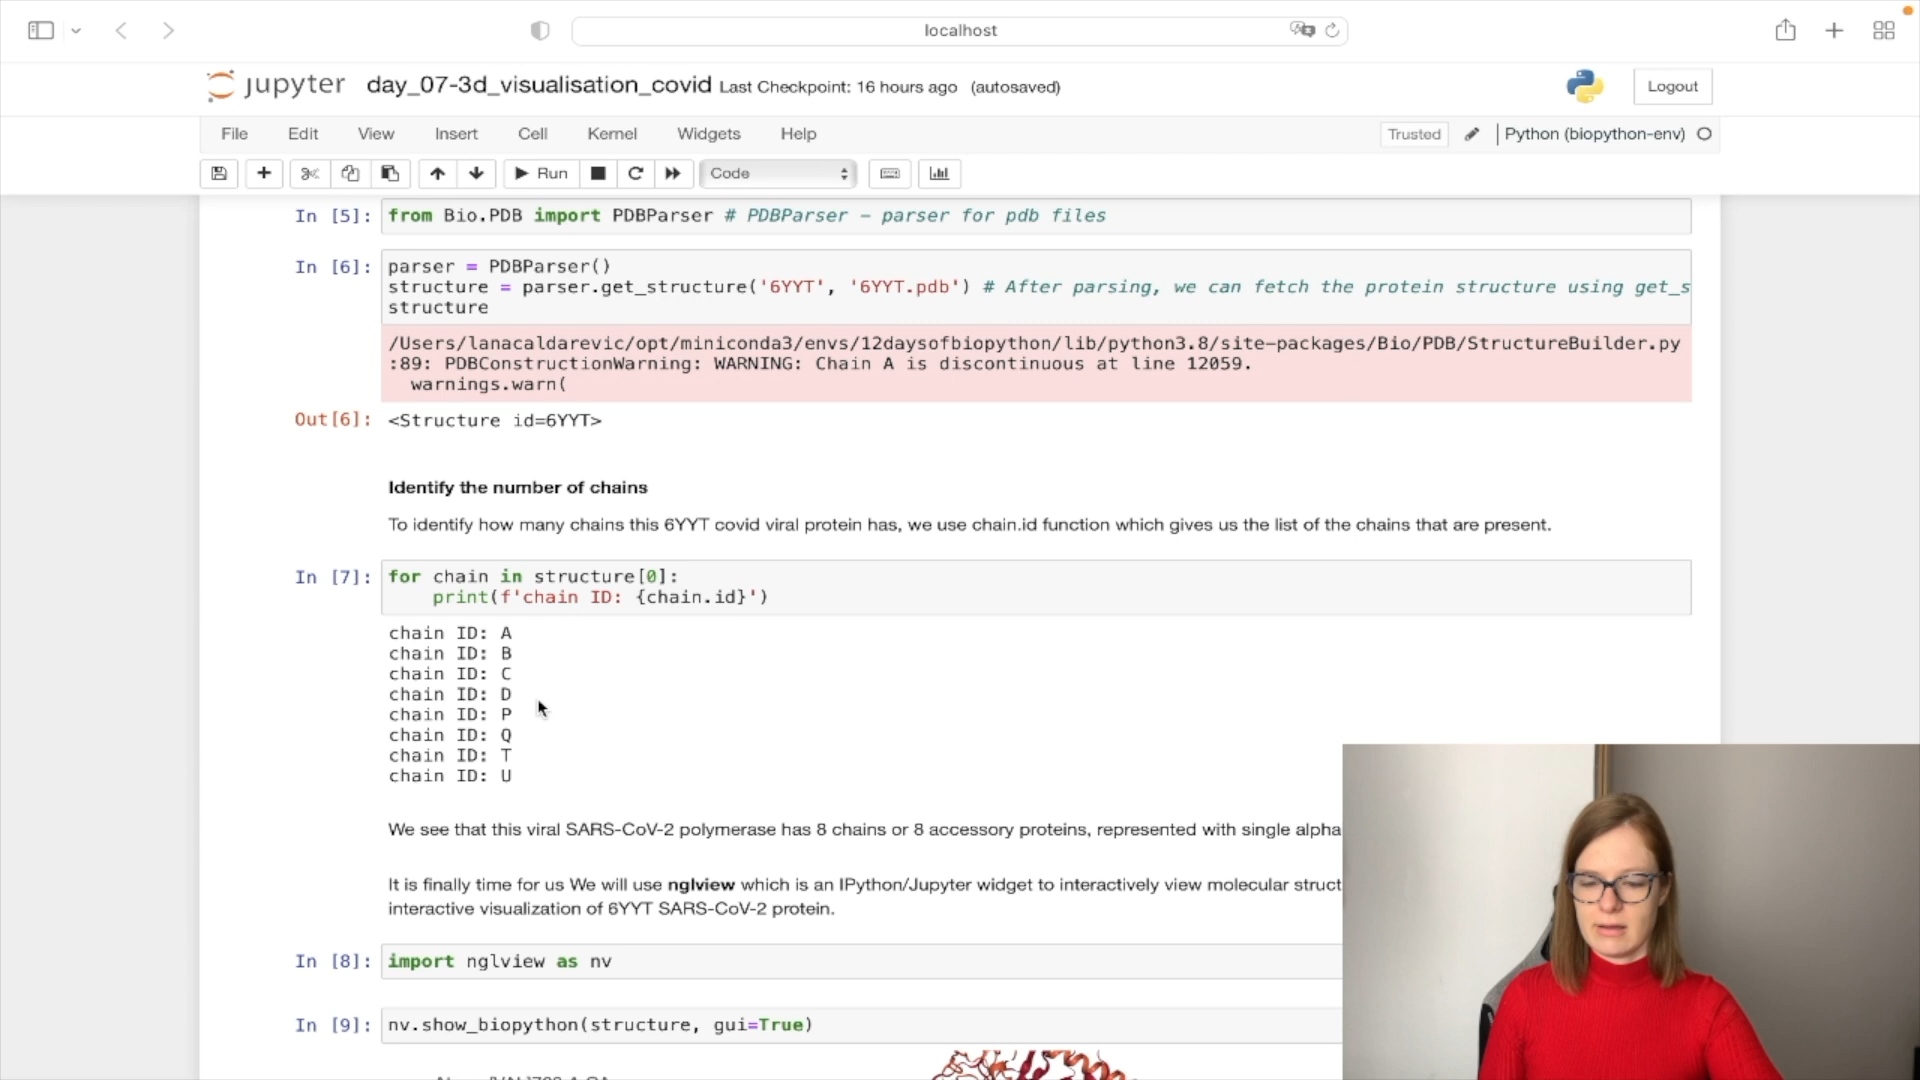 localhost
jupyter day_07-3d_visualisation_covid Last Checkpoint: 16 hours ago (autosaved)
Logout
File Edit View Insert Cell Kernel Widgets Help
Trusted Python (biopython-env)
Run Code
In [5]: from Bio.PDB import PDBParser # PDBParser – parser for pdb files
In [6]: parser = PDBParser()
structure = parser.get_structure('6YYT', '6YYT.pdb') # After parsing, we can fetch the protein structure using get_s
structure
/Users/lanacaldarevic/opt/miniconda3/envs/12daysofbiopython/lib/python3.8/site-packages/Bio/PDB/StructureBuilder.py
:89: PDBConstructionWarning: WARNING: Chain A is discontinuous at line 12059.
warnings.warn(
Out[6]: <Structure id=6YYT>
Identify the number of chains
To identify how many chains this 6YYT covid viral protein has, we use chain.id function which gives us the list of the chains that are present.
In [7]: for chain in structure[0]:
print(f'chain ID: {chain.id}')
chain ID: A
chain ID: B
chain ID: C
chain ID: D
chain ID: P
chain ID: Q
chain ID: T
chain ID: U
We see that this viral SARS-CoV-2 polymerase has 8 chains or 8 accessory proteins, represented with single alpha
It is finally time for us We will use nglview which is an IPython/Jupyter widget to interactively view molecular struct
interactive visualization of 6YYT SARS-CoV-2 protein.
In [8]: import nglview as nv
In [9]: nv.show_biopython(structure, gui=True)